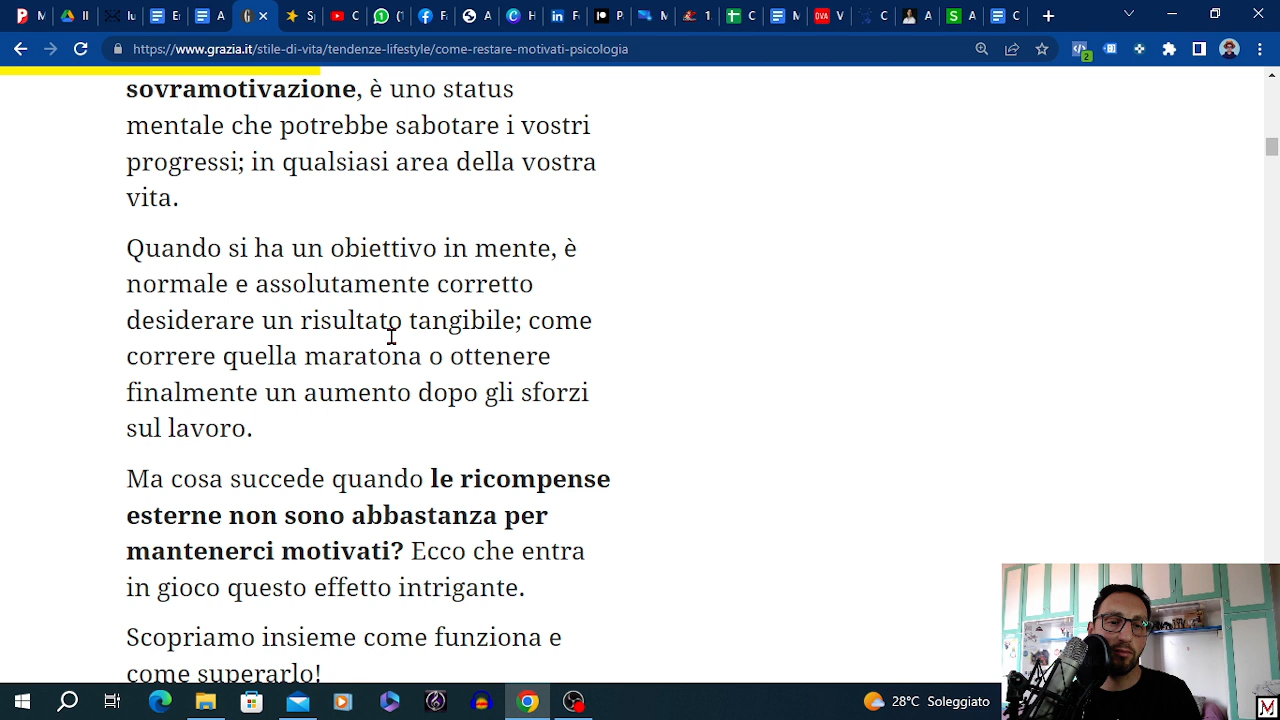 https://www.grazia.it/stile-di-vita/tendenze-lifestyle/come-restare-motivati-psicologia
sovramotivazione, è uno status
mentale che potrebbe sabotare i vostri
progressi; in qualsiasi area della vostra
vita.
Quando si ha un obiettivo in mente, è
normale e assolutamente corretto
desiderare un risultato tangibile; come
correre quella maratona o ottenere
finalmente un aumento dopo gli sforzi
sul lavoro.
Ma cosa succede quando le ricompense
esterne non sono abbastanza per
mantenerci motivati? Ecco che entra
in gioco questo effetto intrigante.
Scopriamo insieme come funziona e
come superarlo!
28°C Soleggiato